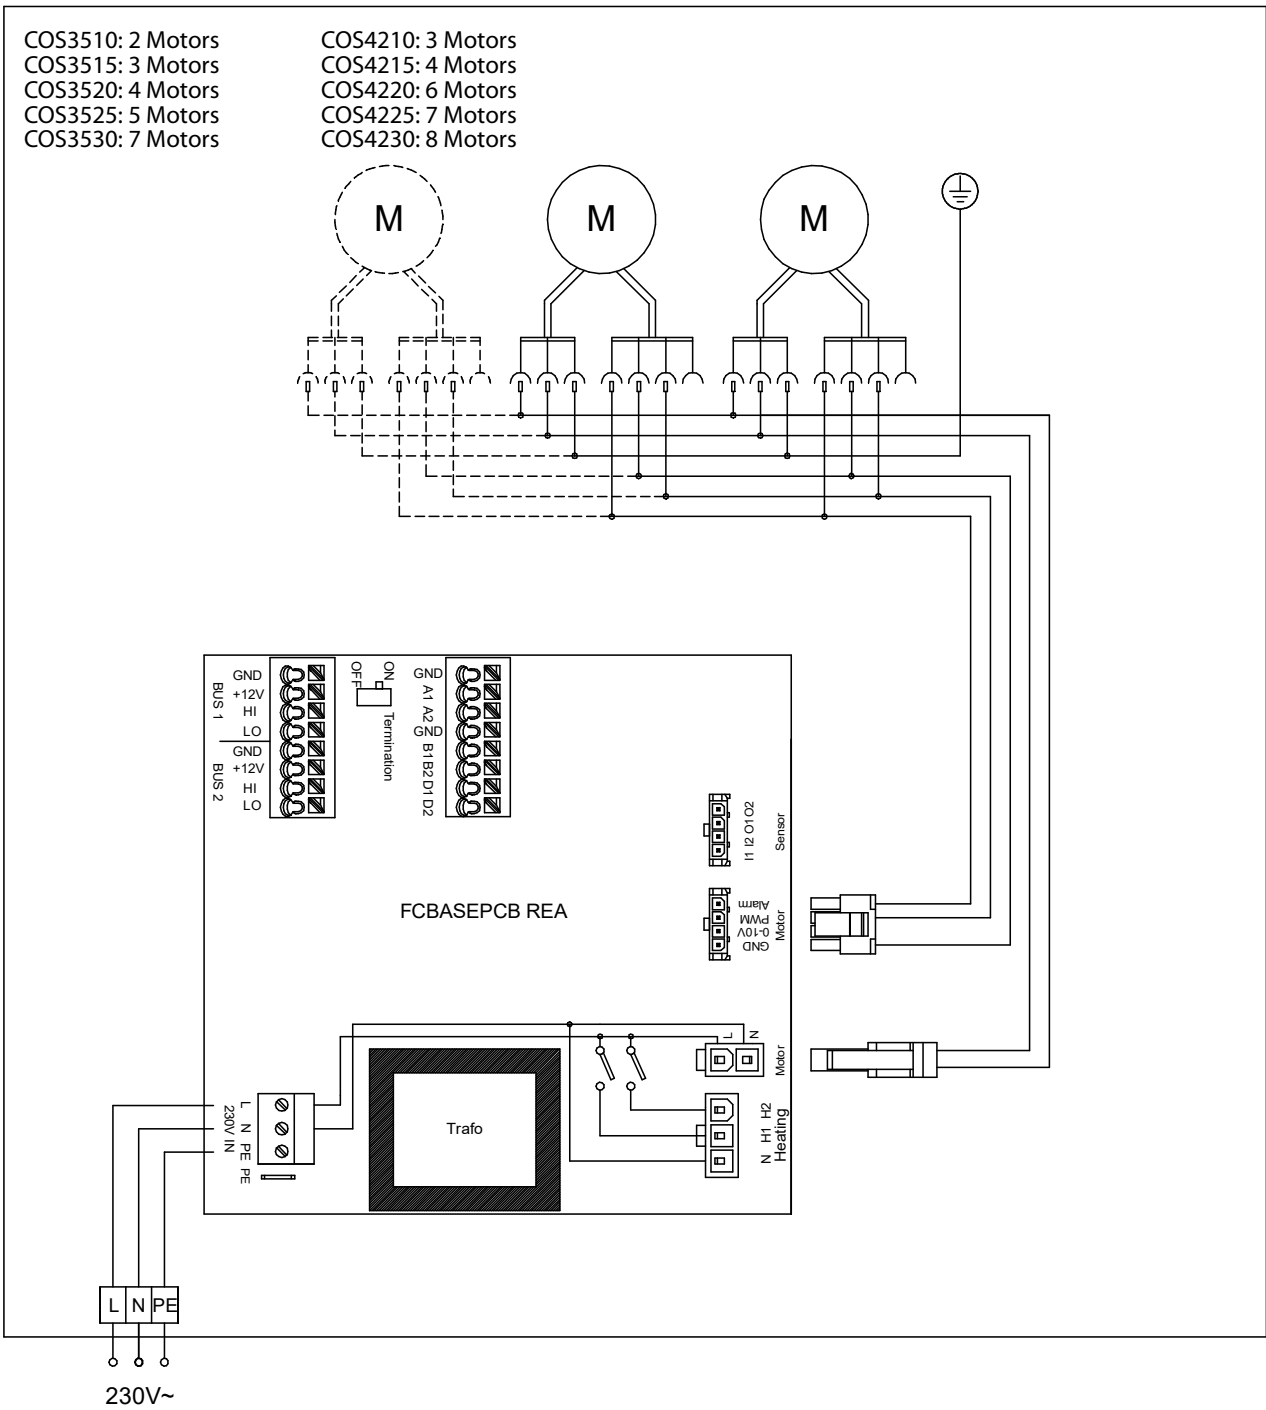 COS3510: 2 Motors
COS3515: 3 Motors
COS3520: 4 Motors
COS3525: 5 Motors
COS3530: 7 Motors
COS4210: 3 Motors
COS4215: 4 Motors
COS4220: 6 Motors
COS4225: 7 Motors
COS4230: 8 Motors
M
M
M
BUS 1
GND
+12V
HI
LO
BUS 2
GND
+12V
HI
LO
OFF
ON
Termination
GND
A1
A2
GND
B1
B2
D1
D2
I1 I2 O1 O2
Sensor
FCBASEPCB REA
Alarm
PWM
0-10V
GND
Motor
L
N
Motor
H2
H1
N
Heating
Trafo
230V IN
L
N
PE
PE
L
N
PE
230V~